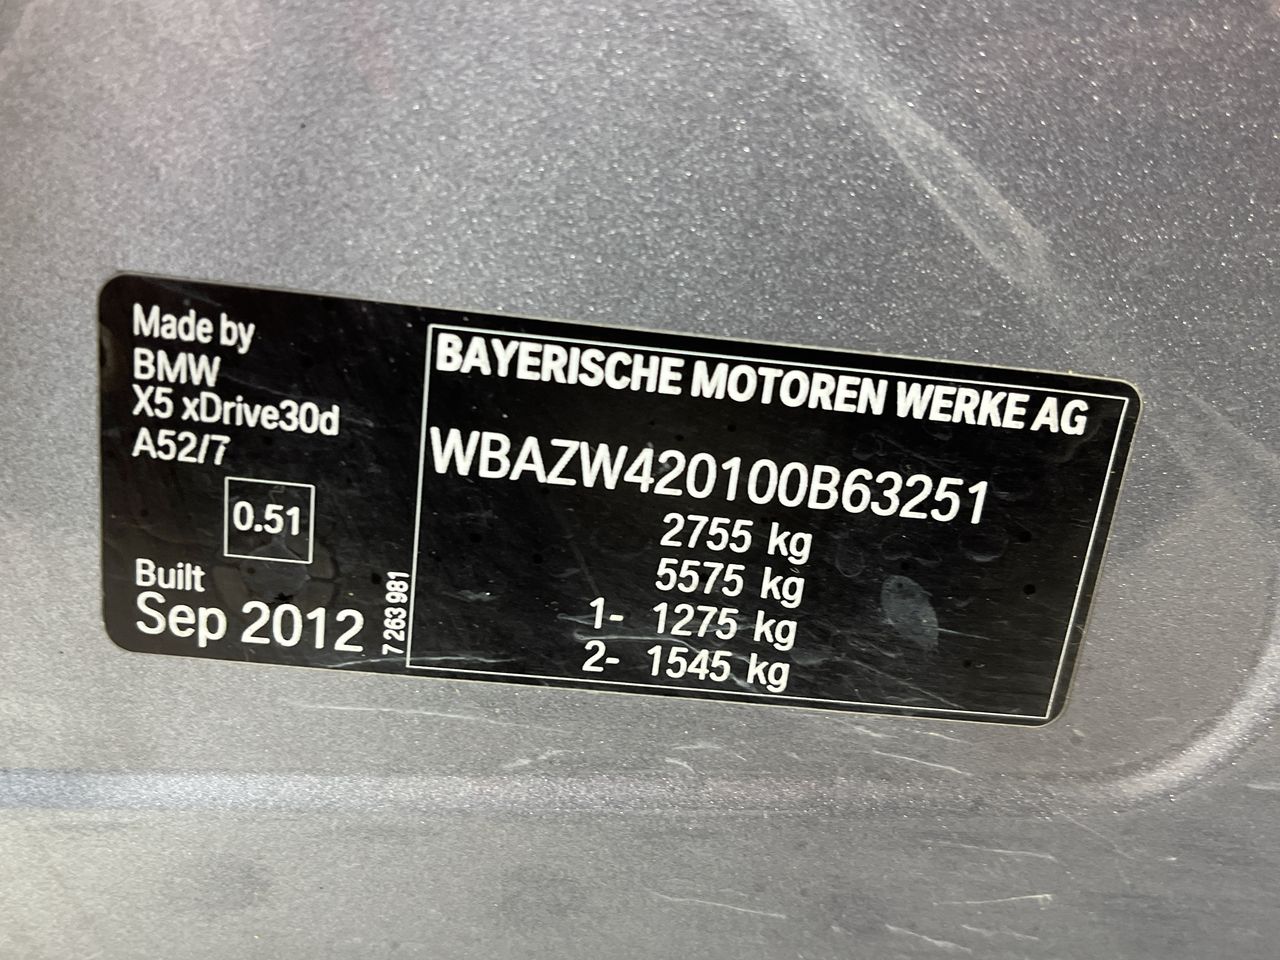 Made by
BMW
X5 xDrive30d
A52/7
0.51
Built
Sep 2012
7 263 981
BAYERISCHE MOTOREN WERKE AG
WBAZW420100B63251
2755 kg
5575 kg
1- 1275 kg
2- 1545 kg